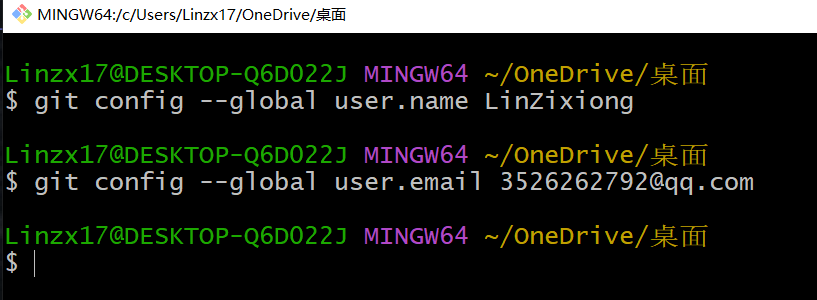 MINGW64:/c/Users/Linzx17/OneDrive/桌面
Linzx17@DESKTOP-Q6D022J MINGW64 ~/OneDrive/桌面
$ git config --global user.name LinZixiong
Linzx17@DESKTOP-Q6D022J MINGW64 ~/OneDrive/桌面
$ git config --global user.email 3526262792@qq.com
Linzx17@DESKTOP-Q6D022J MINGW64 ~/OneDrive/桌面
$